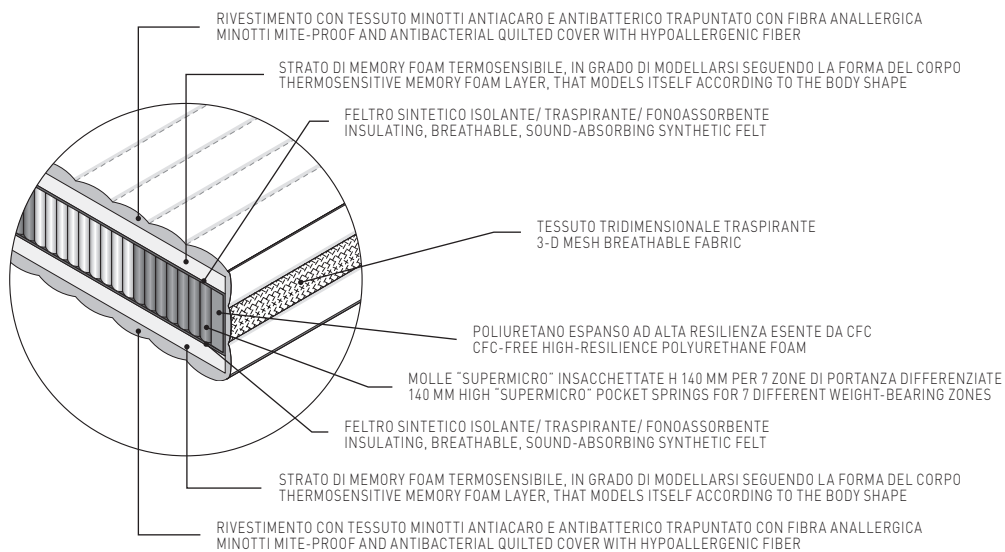 RIVESTIMENTO CON TESSUTO MINOTTI ANTIACARO E ANTIBATTERICO TRAPUNTATO CON FIBRA ANALLERGICA
MINOTTI MITE-PROOF AND ANTIBACTERIAL QUILTED COVER WITH HYPOALLERGENIC FIBER
STRATO DI MEMORY FOAM TERMOSENSIBILE, IN GRADO DI MODELLARSI SEGUENDO LA FORMA DEL CORPO
THERMOSENSITIVE MEMORY FOAM LAYER, THAT MODELS ITSELF ACCORDING TO THE BODY SHAPE
FELTRO SINTETICO ISOLANTE/ TRASPIRANTE/ FONOASSORBENTE
INSULATING, BREATHABLE, SOUND-ABSORBING SYNTHETIC FELT
TESSUTO TRIDIMENSIONALE TRASPIRANTE
3-D MESH BREATHABLE FABRIC
POLIURETANO ESPANSO AD ALTA RESILIENZA ESENTE DA CFC
CFC-FREE HIGH-RESILIENCE POLYURETHANE FOAM
MOLLE "SUPERMICRO" INSACCHETTATE H 140 MM PER 7 ZONE DI PORTANZA DIFFERENZIATE
140 MM HIGH "SUPERMICRO" POCKET SPRINGS FOR 7 DIFFERENT WEIGHT-BEARING ZONES
FELTRO SINTETICO ISOLANTE/ TRASPIRANTE/ FONOASSORBENTE
INSULATING, BREATHABLE, SOUND-ABSORBING SYNTHETIC FELT
STRATO DI MEMORY FOAM TERMOSENSIBILE, IN GRADO DI MODELLARSI SEGUENDO LA FORMA DEL CORPO
THERMOSENSITIVE MEMORY FOAM LAYER, THAT MODELS ITSELF ACCORDING TO THE BODY SHAPE
RIVESTIMENTO CON TESSUTO MINOTTI ANTIACARO E ANTIBATTERICO TRAPUNTATO CON FIBRA ANALLERGICA
MINOTTI MITE-PROOF AND ANTIBACTERIAL QUILTED COVER WITH HYPOALLERGENIC FIBER